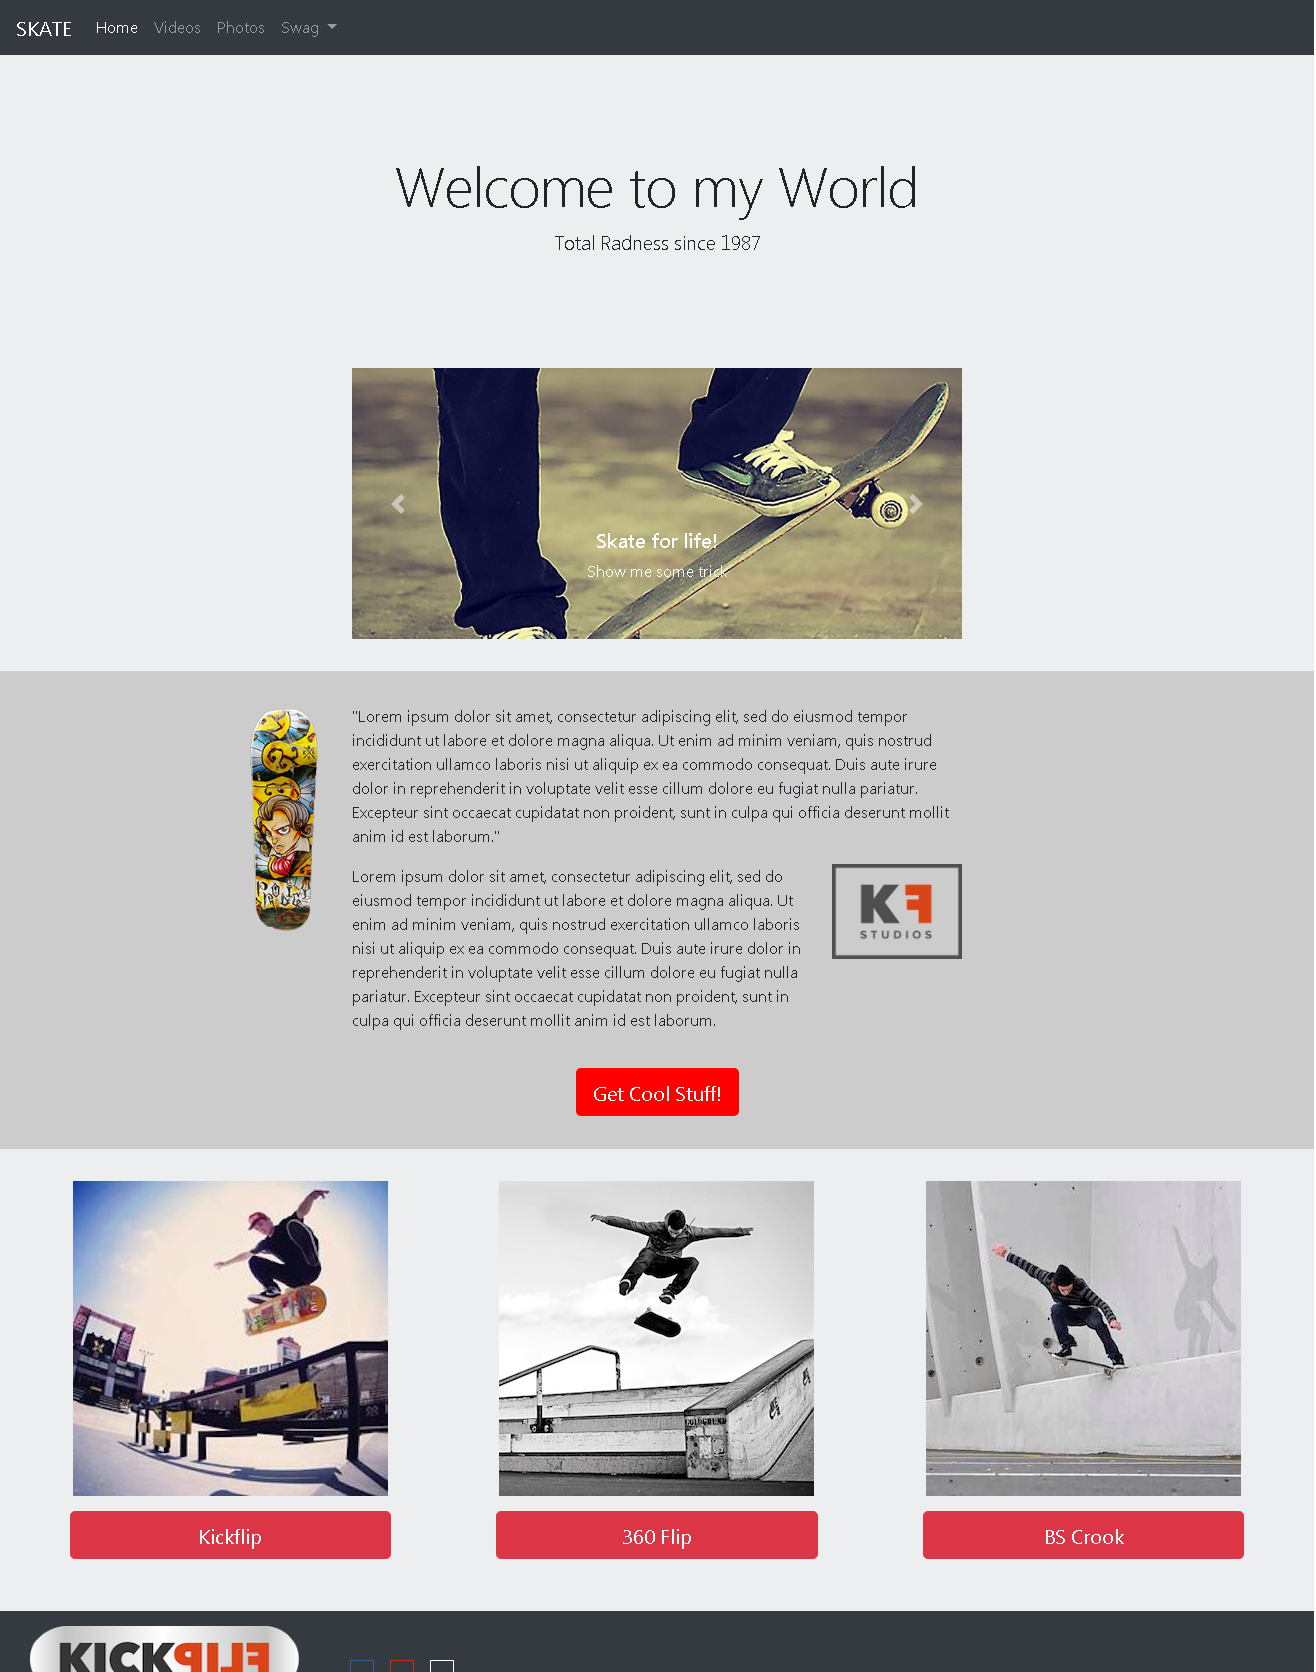 SKATE Home Videos Photos Swag
Welcome to my World
Total Radness since 1987
Skate for life!
Show me some trick
"Lorem ipsum dolor sit amet, consectetur adipiscing elit, sed do eiusmod tempor
incididunt ut labore et dolore magna aliqua. Ut enim ad minim veniam, quis nostrud
exercitation ullamco laboris nisi ut aliquip ex ea commodo consequat. Duis aute irure
dolor in reprehenderit in voluptate velit esse cillum dolore eu fugiat nulla pariatur.
Excepteur sint occaecat cupidatat non proident, sunt in culpa qui officia deserunt mollit
anim id est laborum."
Lorem ipsum dolor sit amet, consectetur adipiscing elit, sed do
eiusmod tempor incididunt ut labore et dolore magna aliqua. Ut
enim ad minim veniam, quis nostrud exercitation ullamco laboris
nisi ut aliquip ex ea commodo consequat. Duis aute irure dolor in
reprehenderit in voluptate velit esse cillum dolore eu fugiat nulla
pariatur. Excepteur sint occaecat cupidatat non proident, sunt in
culpa qui officia deserunt mollit anim id est laborum.
KF
STUDIOS
Get Cool Stuff!
Kickflip
360 Flip
BS Crook
KICKFLIP